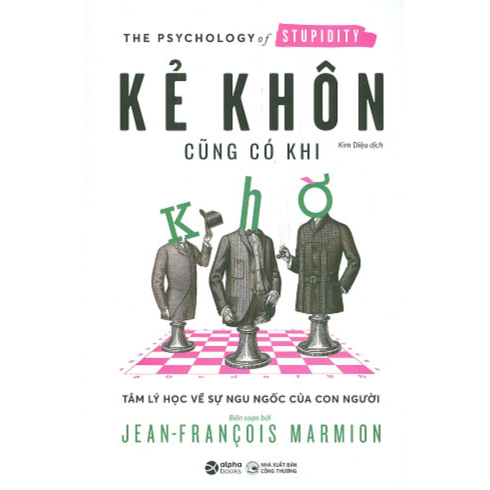 THE PSYCHOLOGY of STUPIDITY
KẺ KHÔN
CŨNG CÓ KHI
Kim Diệu dịch
khờ
TÂM LÝ HỌC VỀ SỰ NGU NGỐC CỦA CON NGƯỜI
Biên soạn bởi
JEAN-FRANÇOIS MARMION
alpha books
NHÀ XUẤT BẢN
CÔNG THƯƠNG